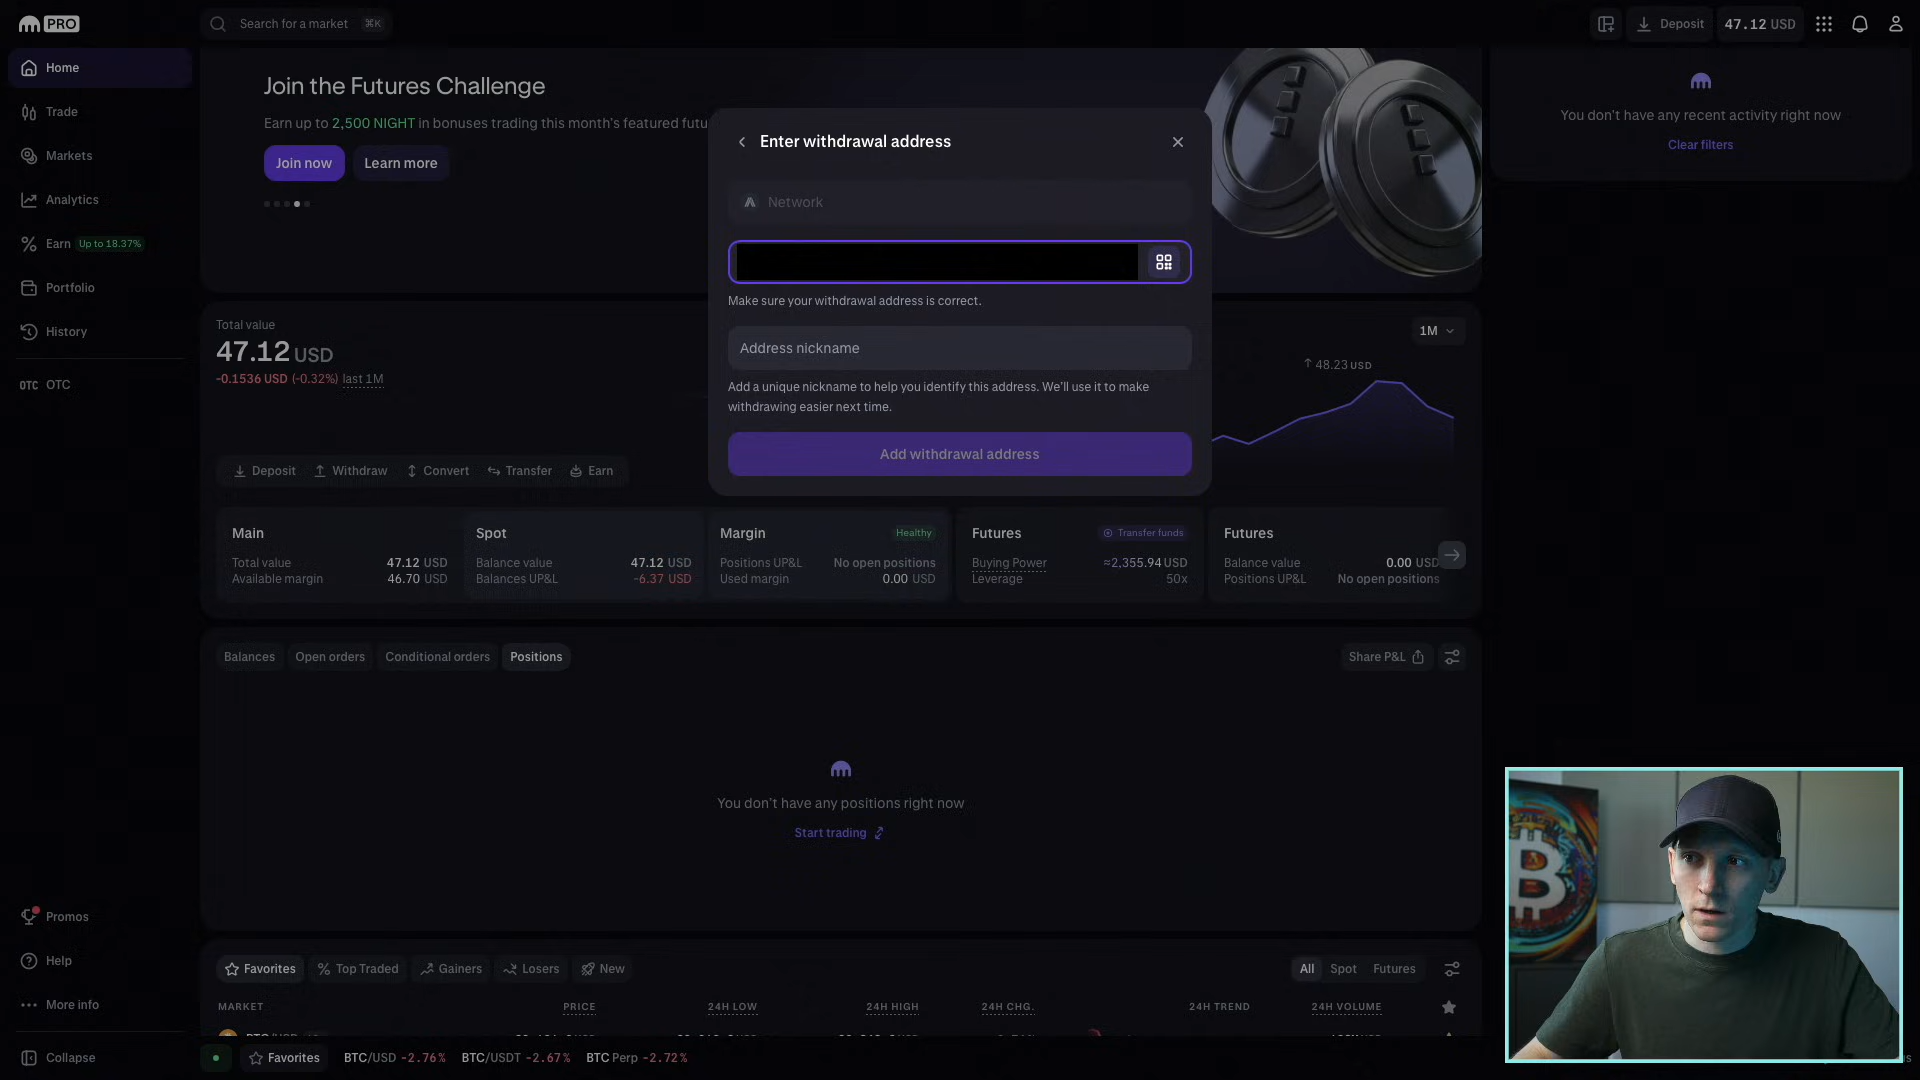 PRO
Search for a market ⌘K
Deposit
47.12 USD
Home
Trade
Markets
Analytics
Earn Up to 18.37%
Portfolio
History
OTC OTC
Promos
Help
More info
Collapse
Join the Futures Challenge
Earn up to 2,500 NIGHT in bonuses trading this month's featured futu
Join now
Learn more
You don't have any recent activity right now
Clear filters
Enter withdrawal address
Network
Make sure your withdrawal address is correct.
Address nickname
Add a unique nickname to help you identify this address. We'll use it to make
withdrawing easier next time.
Add withdrawal address
Total value
47.12 USD
-0.1536 USD (-0.32%) last 1M
1M
↑ 48.23 USD
Deposit
Withdraw
Convert
Transfer
Earn
Main
Total value 47.12 USD
Available margin 46.70 USD
Spot
Balance value 47.12 USD
Balances UP&L -6.37 USD
Margin Healthy
Positions UP&L No open positions
Used margin 0.00 USD
Futures Transfer funds
Buying Power ≈2,355.94 USD
Leverage 50x
Futures
Balance value 0.00 USD
Positions UP&L No open positions
Balances
Open orders
Conditional orders
Positions
Share P&L
You don't have any positions right now
Start trading
Favorites
Top Traded
Gainers
Losers
New
All
Spot
Futures
MARKET PRICE 24H LOW 24H HIGH 24H CHG. 24H TREND 24H VOLUME
Favorites
BTC/USD -2.76%
BTC/USDT -2.67%
BTC Perp -2.72%